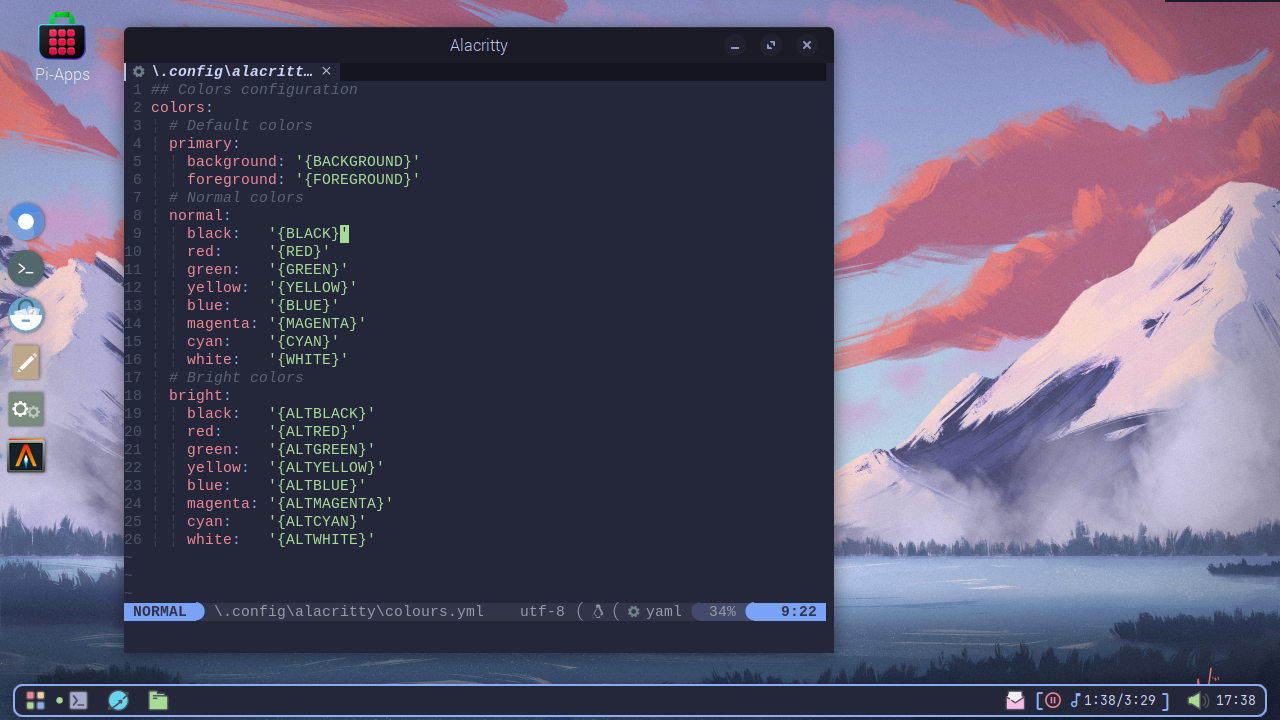 Pi-Apps
Alacritty
\.config\alacritt… ×
1 ## Colors configuration
2 colors:
3 # Default colors
4 primary:
5 background: '{BACKGROUND}'
6 foreground: '{FOREGROUND}'
7 # Normal colors
8 normal:
9 black: '{BLACK}'
10 red: '{RED}'
11 green: '{GREEN}'
12 yellow: '{YELLOW}'
13 blue: '{BLUE}'
14 magenta: '{MAGENTA}'
15 cyan: '{CYAN}'
16 white: '{WHITE}'
17 # Bright colors
18 bright:
19 black: '{ALTBLACK}'
20 red: '{ALTRED}'
21 green: '{ALTGREEN}'
22 yellow: '{ALTYELLOW}'
23 blue: '{ALTBLUE}'
24 magenta: '{ALTMAGENTA}'
25 cyan: '{ALTCYAN}'
26 white: '{ALTWHITE}'
~
~
~
NORMAL \.config\alacritty\colours.yml utf-8 ( ( yaml 34% 9:22
[ 1:38/3:29 ] 17:38